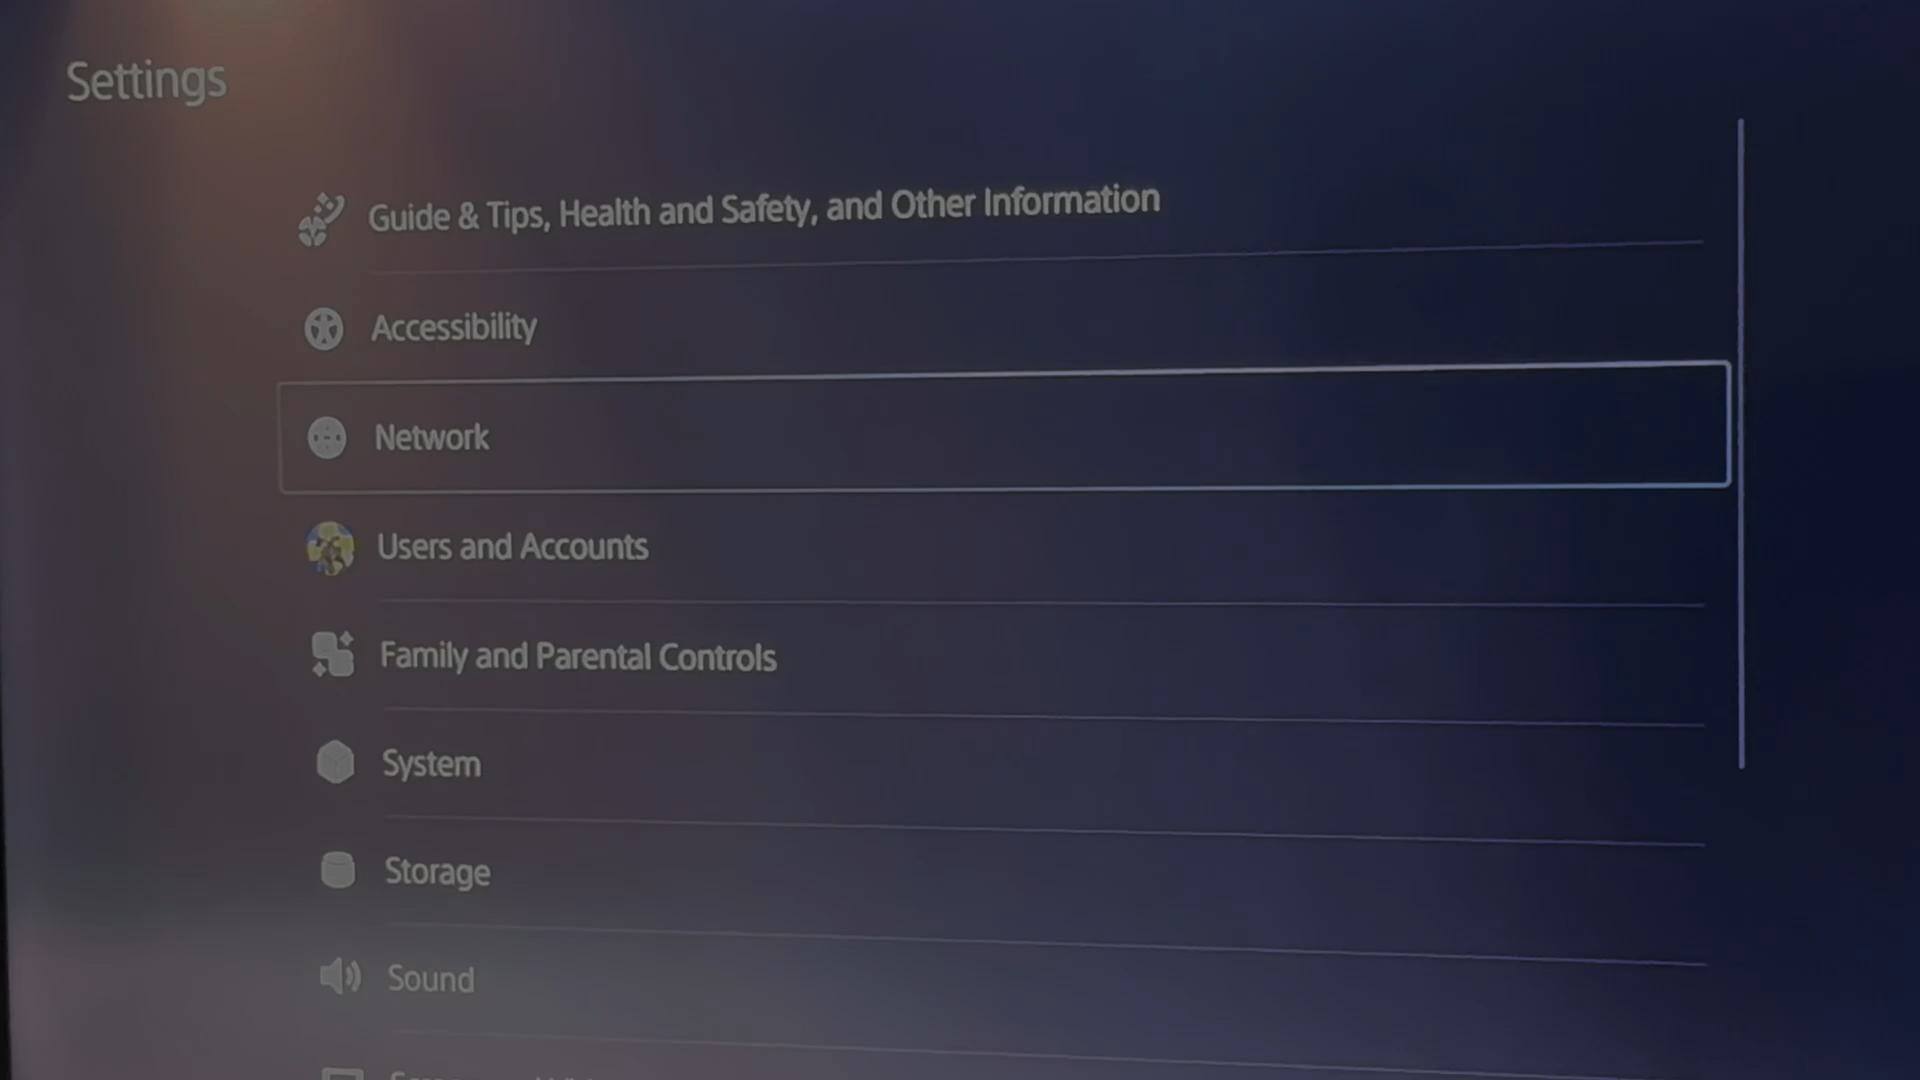 Settings
Guide & Tips, Health and Safety, and Other Information
Accessibility
Network
Users and Accounts
Family and Parental Controls
System
Storage
Sound